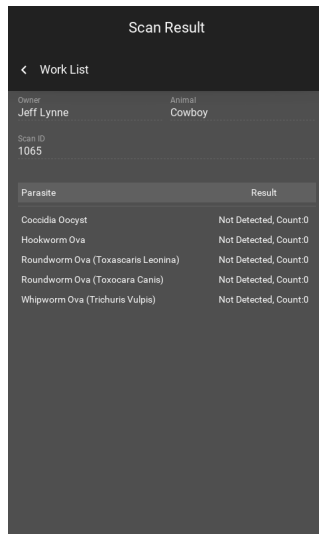 Scan Result
Work List
Owner Animal
Jeff Lynne Cowboy
Scan ID
1065
Parasite Result
Coccidia Oocyst Not Detected, Count:0
Hookworm Ova Not Detected, Count:0
Roundworm Ova (Toxascaris Leonina) Not Detected, Count:0
Roundworm Ova (Toxocara Canis) Not Detected, Count:0
Whipworm Ova (Trichuris Vulpis) Not Detected, Count:0